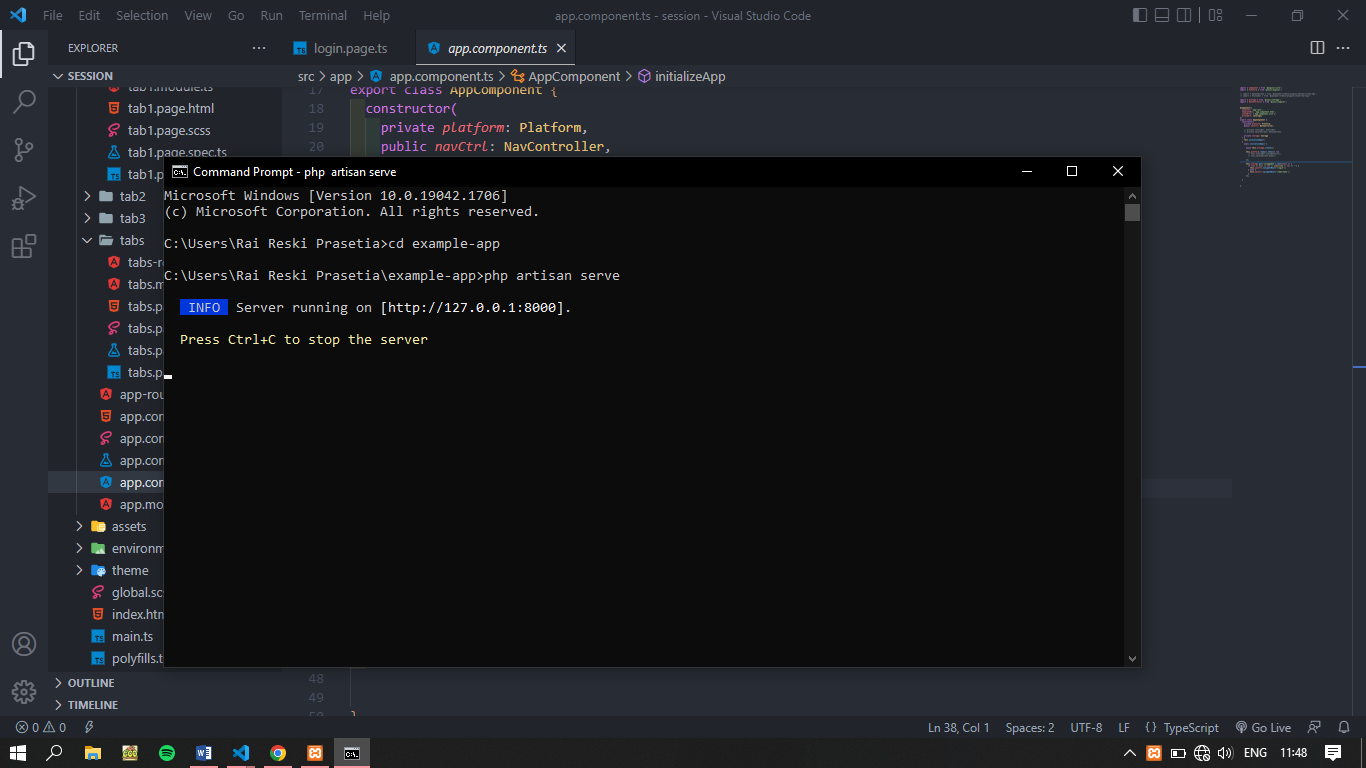 File Edit Selection View Go Run Terminal Help
app.component.ts - session - Visual Studio Code
EXPLORER
login.page.ts
app.component.ts
SESSION
src > app > app.component.ts > AppComponent > initializeApp
tab1.module.ts
tab1.page.html
tab1.page.scss
tab1.page.spec.ts
tab1.p
tab2
tab3
tabs
tabs-r
tabs.m
tabs.p
tabs.p
tabs.p
tabs.p
app-rou
app.con
app.con
app.con
app.con
app.mo
assets
environm
theme
global.sc
index.htm
main.ts
polyfills.t
OUTLINE
TIMELINE
17 export class AppComponent {
18 constructor(
19 private platform: Platform,
20 public navCtrl: NavController,
Command Prompt - php artisan serve
Microsoft Windows [Version 10.0.19042.1706]
(c) Microsoft Corporation. All rights reserved.
C:\Users\Rai Reski Prasetia>cd example-app
C:\Users\Rai Reski Prasetia\example-app>php artisan serve
INFO Server running on [http://127.0.0.1:8000].
Press Ctrl+C to stop the server
48
49
50 }
0 0
Ln 38, Col 1 Spaces: 2 UTF-8 LF { } TypeScript Go Live
ENG 11:48